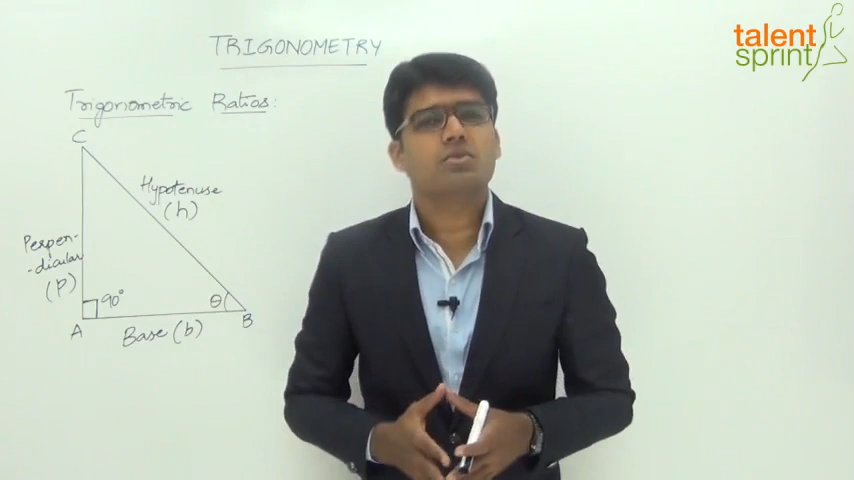 TRIGONOMETRY
talent
sprint
Trigonometric Ratios:
C
Hypotenuse
(h)
Perpen-
-dicular
(p)
90°
θ
A
Base (b)
B